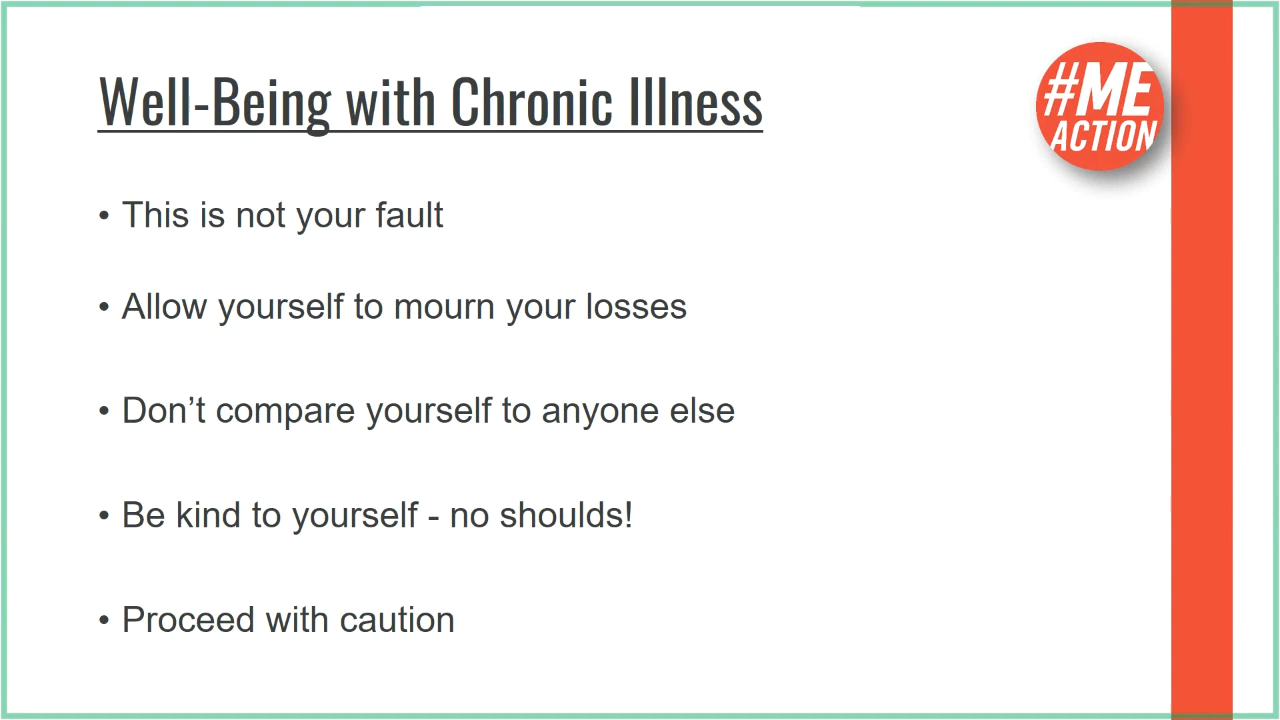 Well-Being with Chronic Illness
#ME
ACTION
• This is not your fault
• Allow yourself to mourn your losses
• Don’t compare yourself to anyone else
• Be kind to yourself - no shoulds!
• Proceed with caution